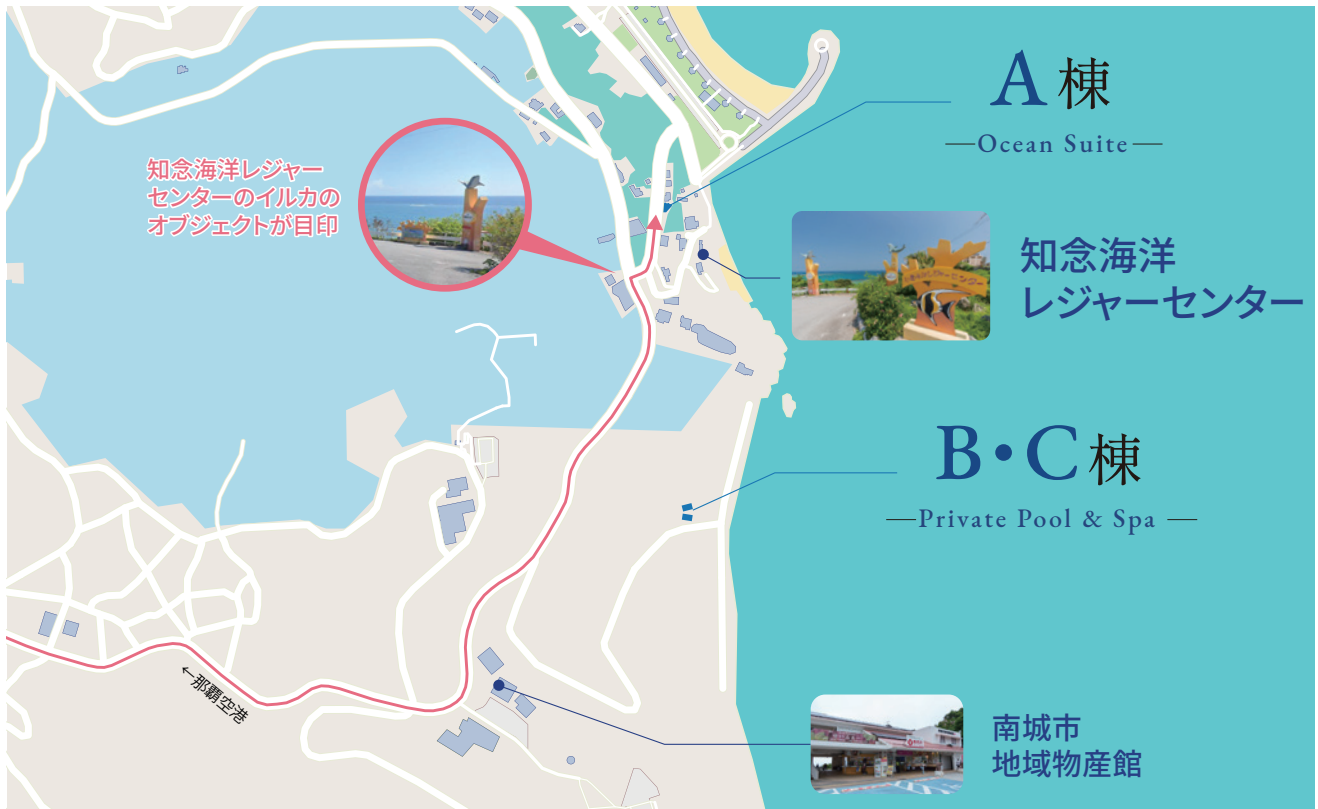 A棟
Ocean Suite
知念海洋レジャー
センターのイルカの
オブジェクトが目印
知念海洋
レジャーセンター
B・C棟
Private Pool & Spa
←那覇空港
南城市
地域物産館